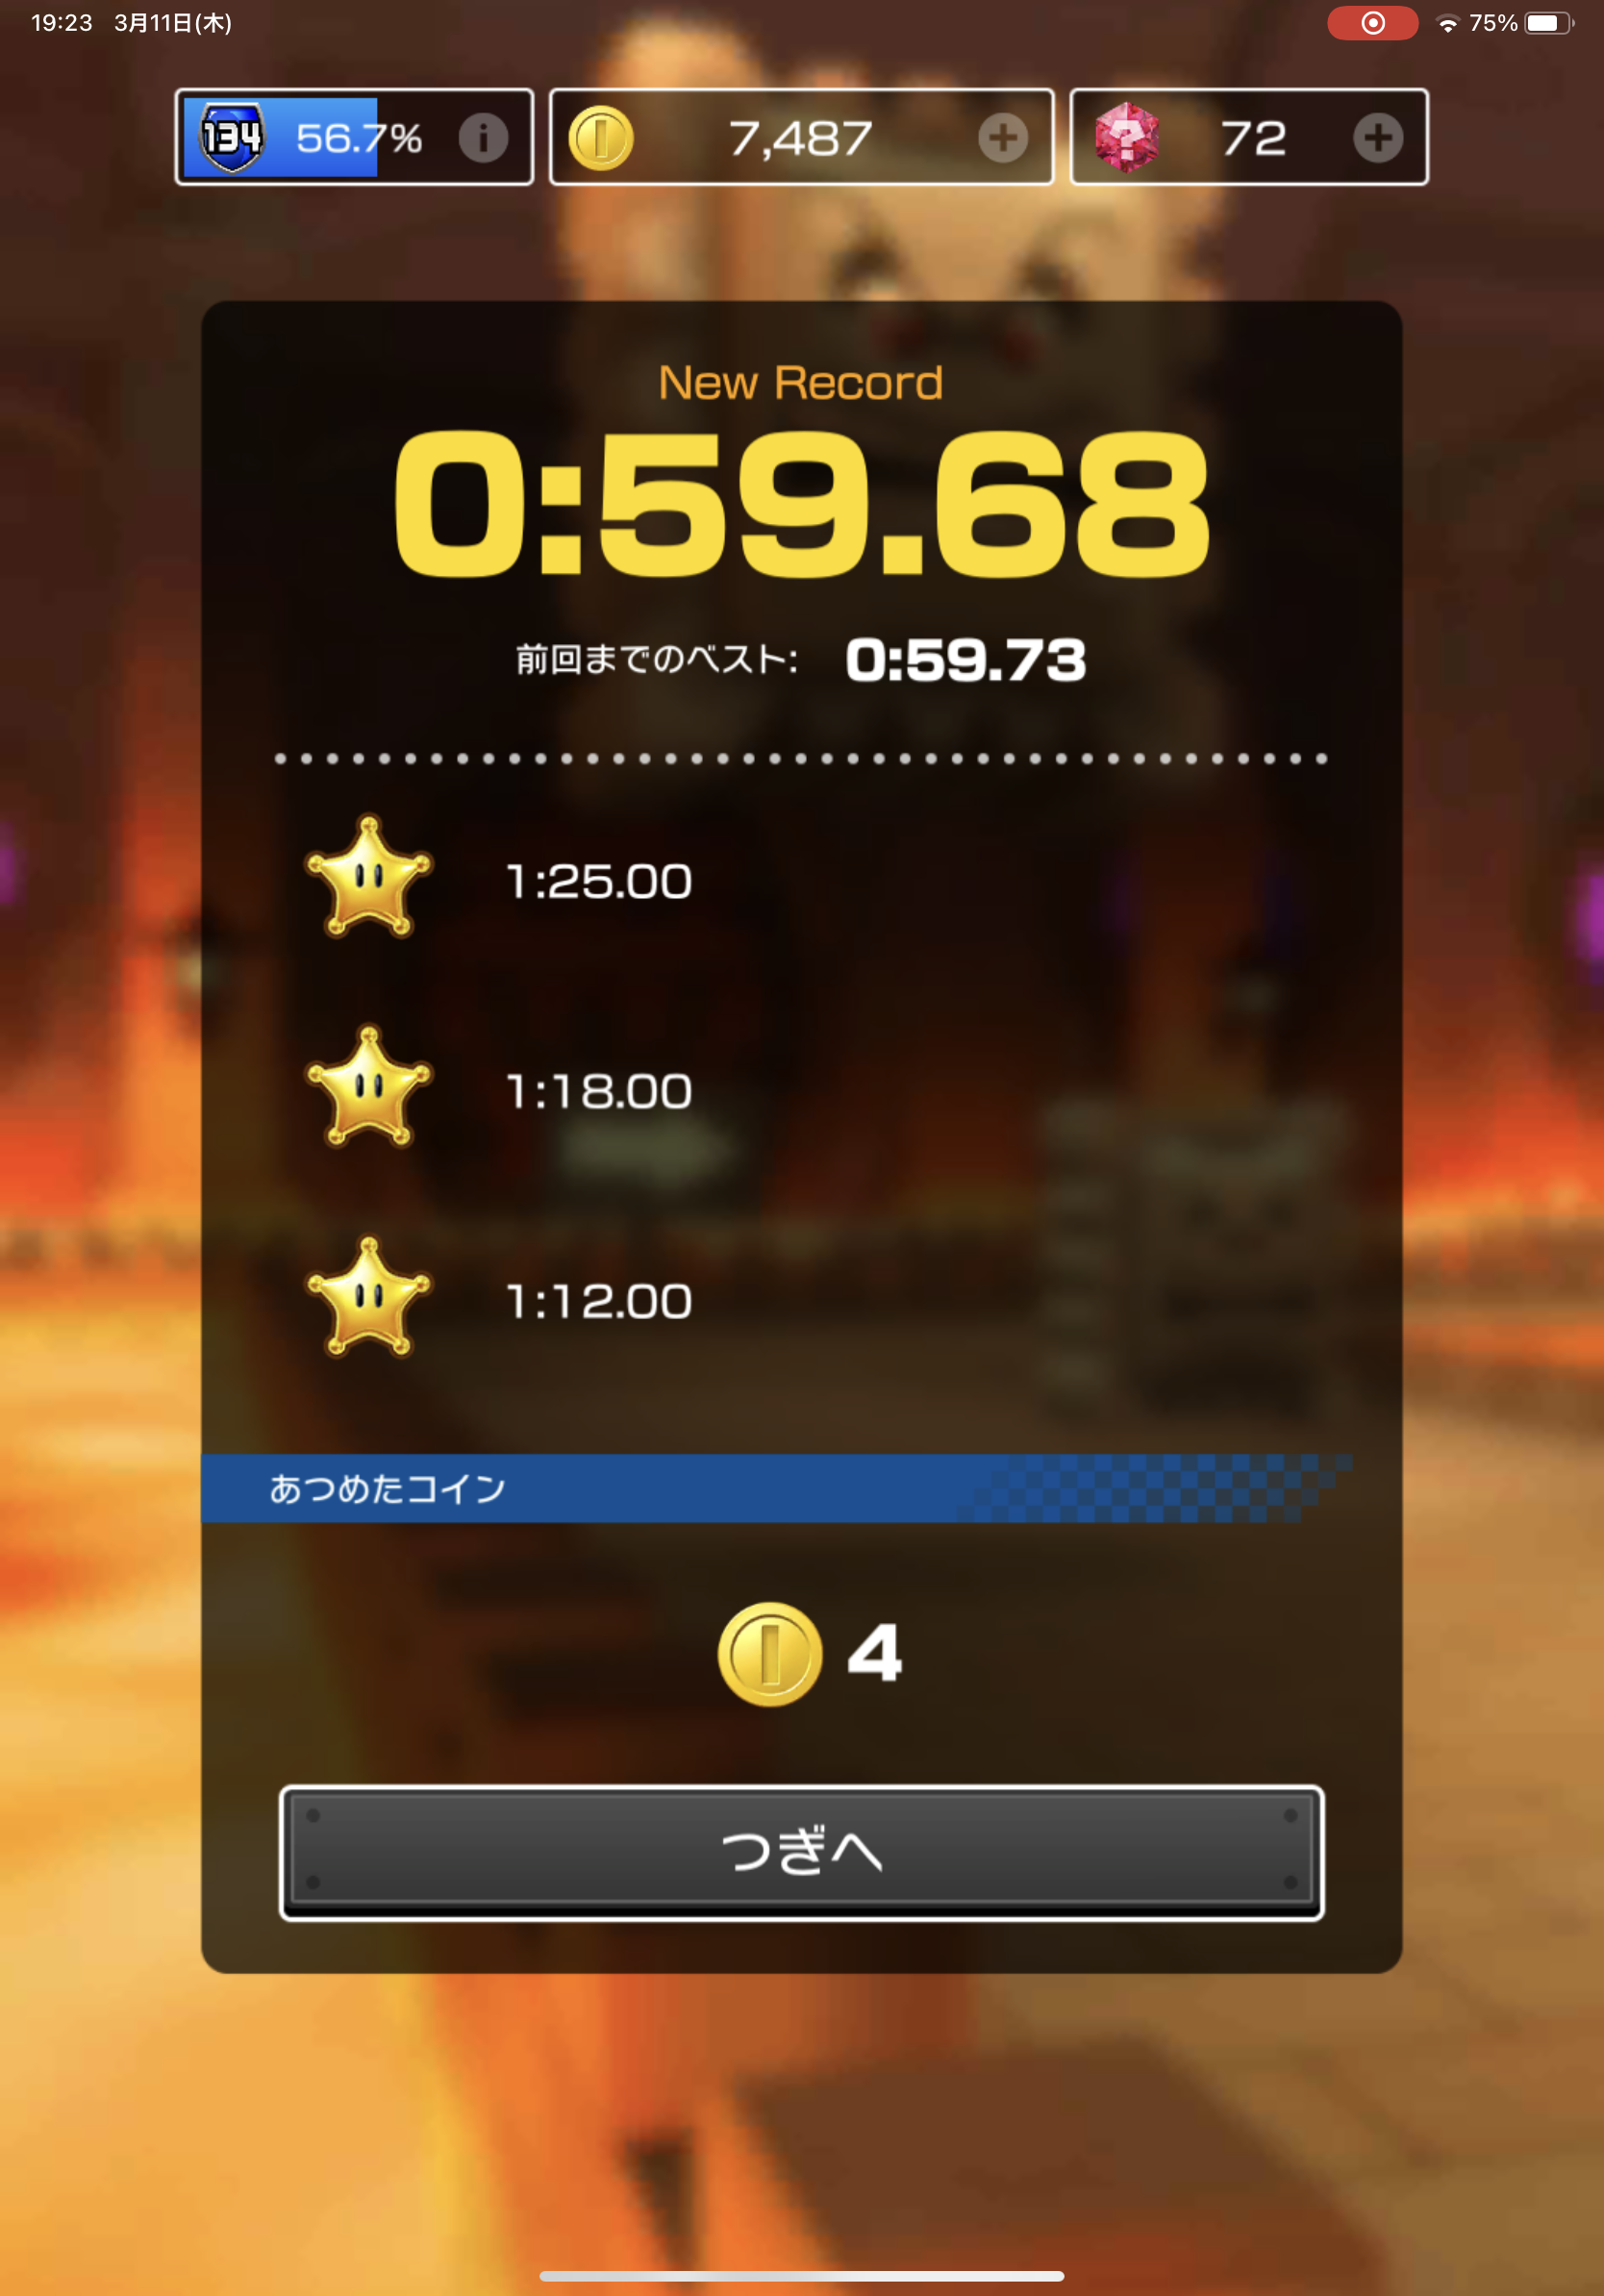 19:23 3月11日(木) 75%
134 56.7% i 7,487 + ? 72 +
New Record
0:59.68
前回までのベスト: 0:59.73
1:25.00
1:18.00
1:12.00
あつめたコイン
4
つぎへ